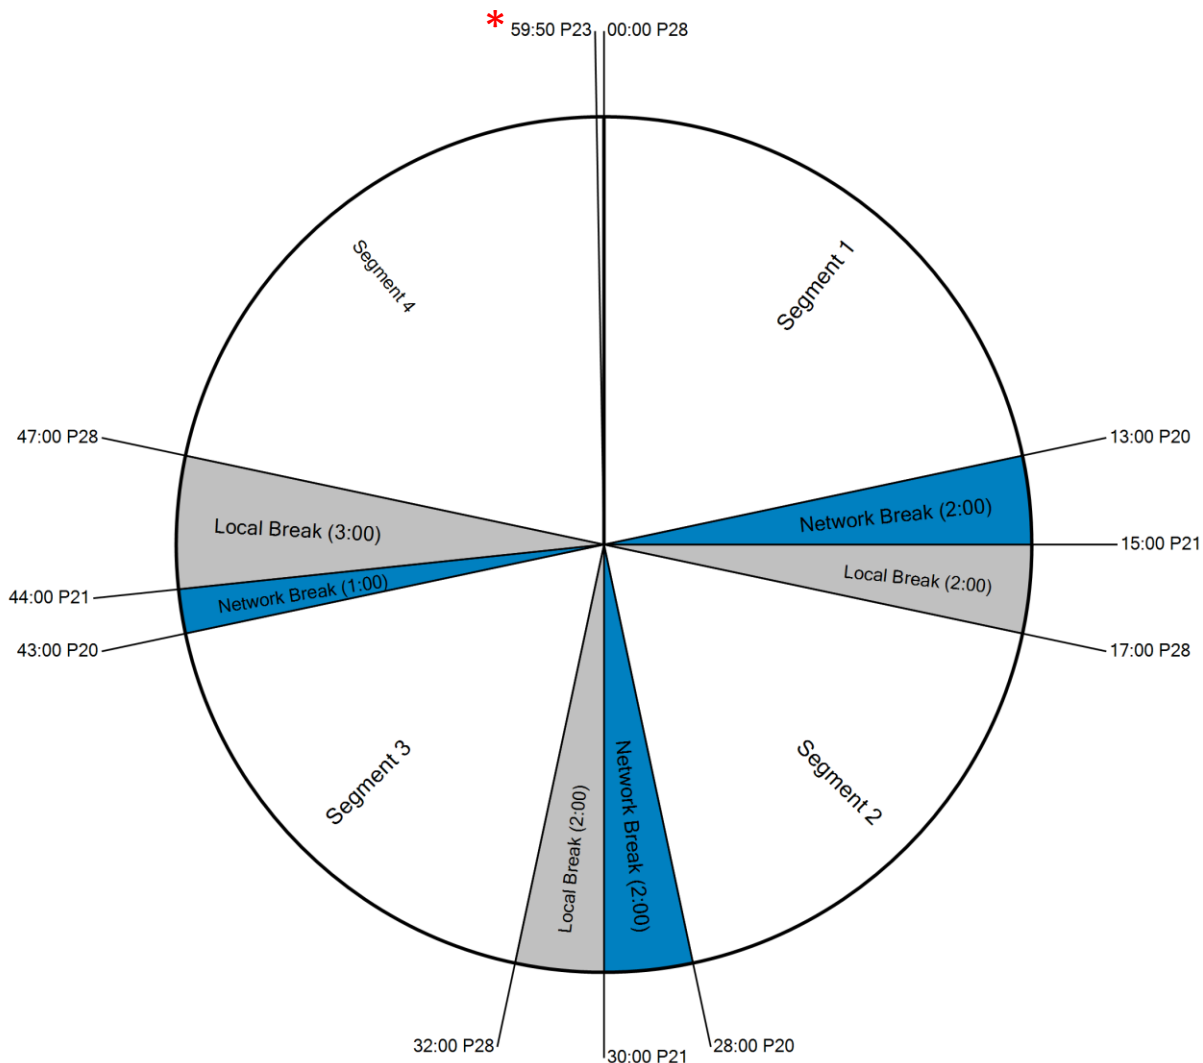 * 59:50 P23
00:00 P28
Segment 4
Segment 1
47:00 P28
13:00 P20
Local Break (3:00)
Network Break (2:00)
15:00 P21
44:00 P21
Network Break (1:00)
Local Break (2:00)
43:00 P20
17:00 P28
Segment 3
Segment 2
Local Break (2:00)
Network Break (2:00)
32:00 P28
30:00 P21
28:00 P20